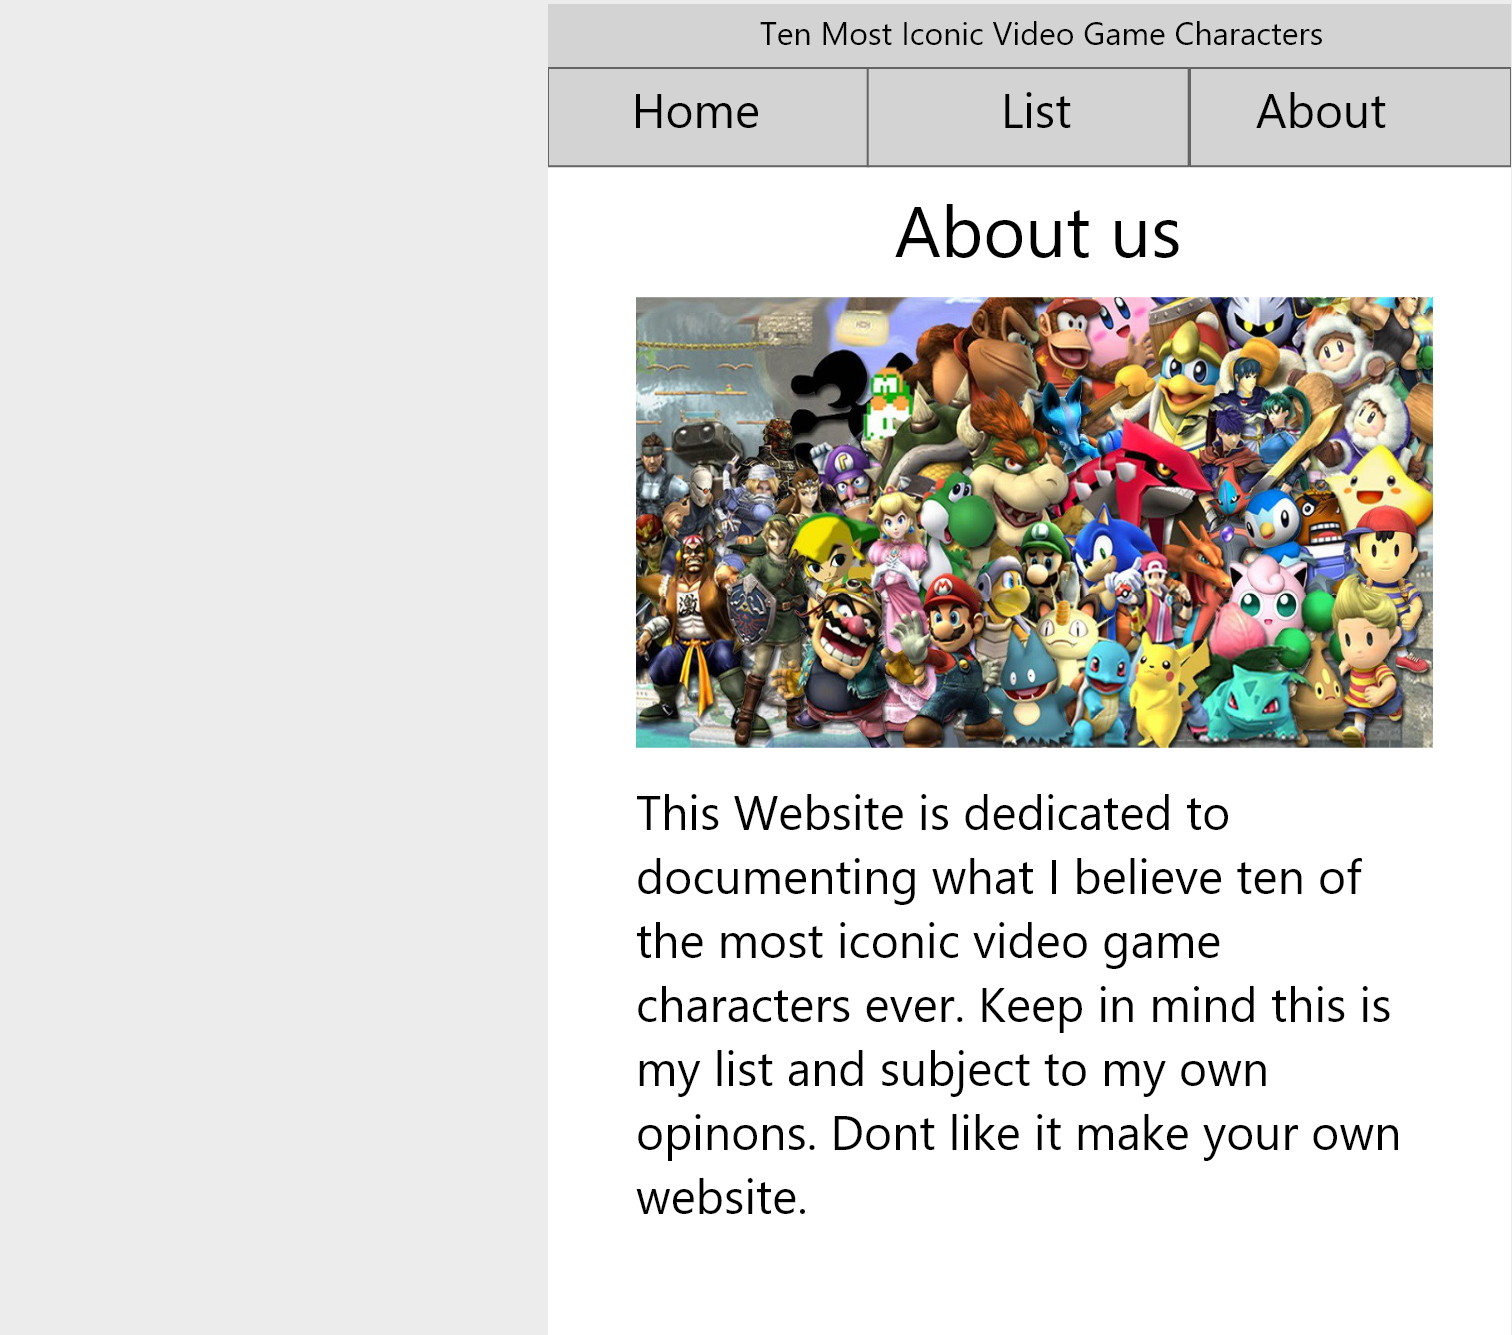 Ten Most Iconic Video Game Characters
Home List About
About us
This Website is dedicated to
documenting what I believe ten of
the most iconic video game
characters ever. Keep in mind this is
my list and subject to my own
opinons. Dont like it make your own
website.